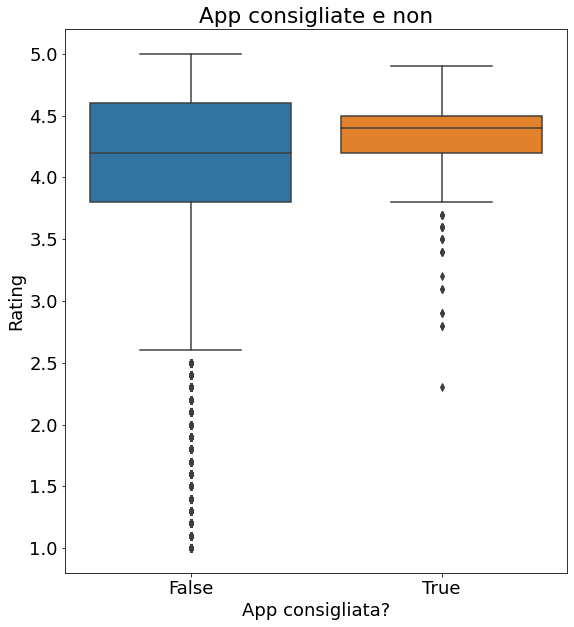 App consigliate e non
5.0
4.5
4.0
3.5
3.0
2.5
2.0
1.5
1.0
Rating
False True
App consigliata?